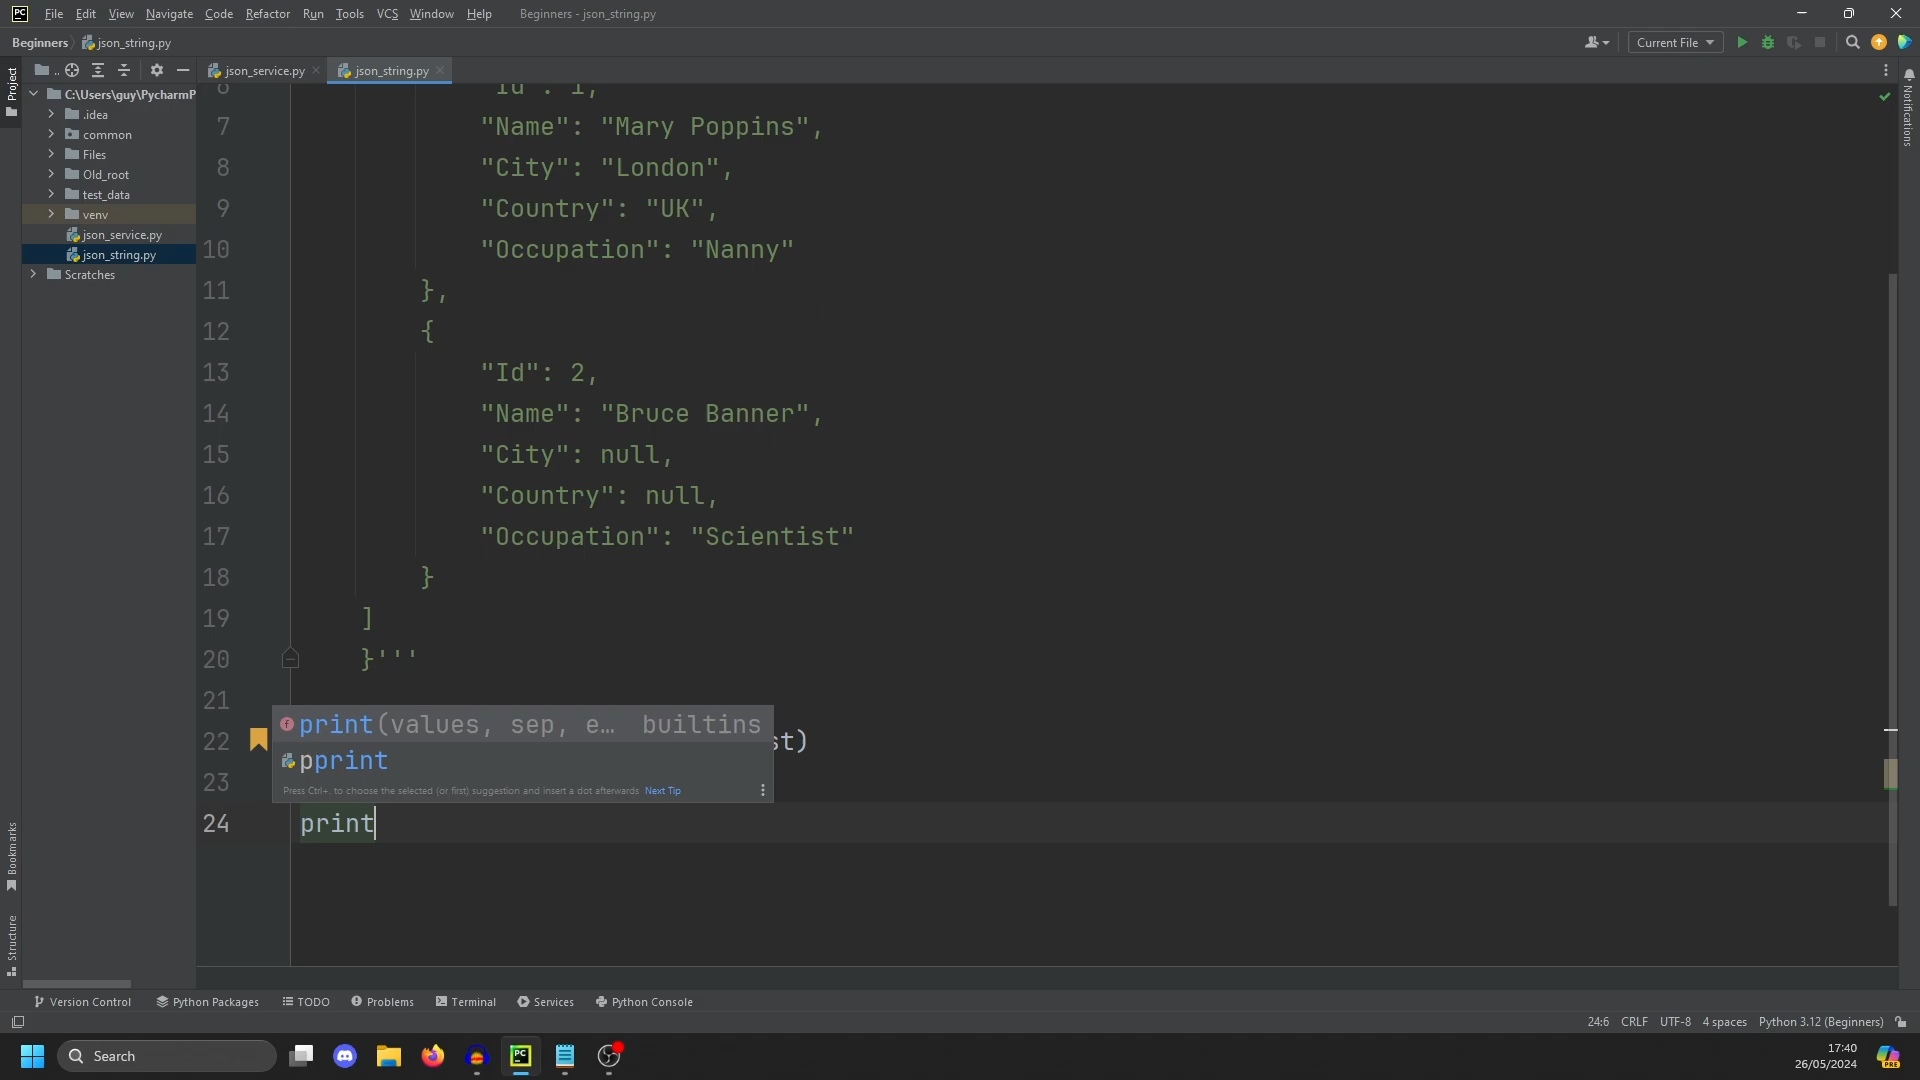 PC File Edit View Navigate Code Refactor Run Tools VCS Window Help Beginners - json_string.py
Beginners json_string.py Current File
Project .. json_service.py json_string.py
C:\Users\guy\PycharmP
.idea
common
Files
Old_root
test_data
venv
json_service.py
json_string.py
Scratches
7 "Name": "Mary Poppins",
8 "City": "London",
9 "Country": "UK",
10 "Occupation": "Nanny"
11 },
12 {
13 "Id": 2,
14 "Name": "Bruce Banner",
15 "City": null,
16 "Country": null,
17 "Occupation": "Scientist"
18 }
19 ]
20 }'''
21
print(values, sep, e... builtins
22 st)
pprint
23
Press Ctrl+. to choose the selected (or first) suggestion and insert a dot afterwards Next Tip
24 print
Notifications
Bookmarks
Structure
Version Control Python Packages TODO Problems Terminal Services Python Console
24:6 CRLF UTF-8 4 spaces Python 3.12 (Beginners)
Search PC 17:40
26/05/2024
PRE